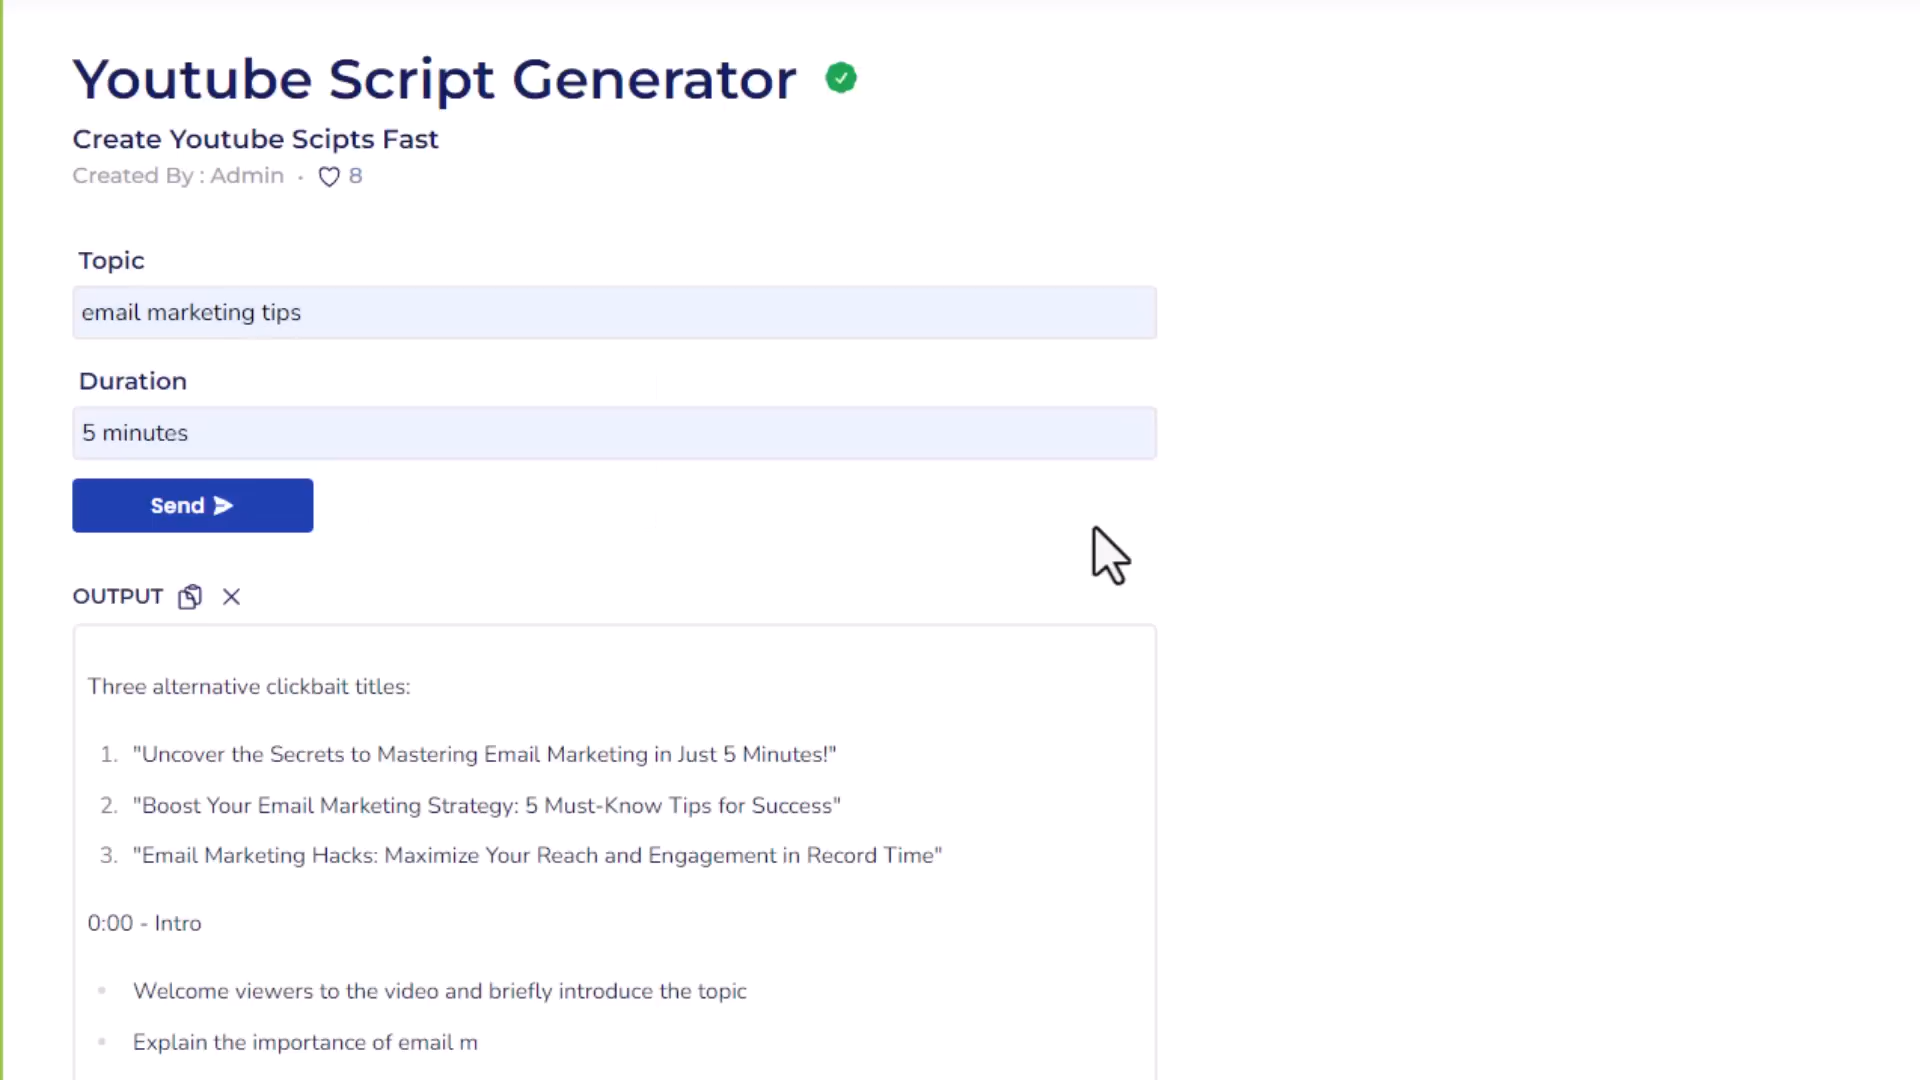 Youtube Script Generator
Create Youtube Scipts Fast
Created By : Admin · 8
Topic
email marketing tips
Duration
5 minutes
Send
OUTPUT
Three alternative clickbait titles:
1. "Uncover the Secrets to Mastering Email Marketing in Just 5 Minutes!"
2. "Boost Your Email Marketing Strategy: 5 Must-Know Tips for Success"
3. "Email Marketing Hacks: Maximize Your Reach and Engagement in Record Time"
0:00 - Intro
Welcome viewers to the video and briefly introduce the topic
Explain the importance of email m